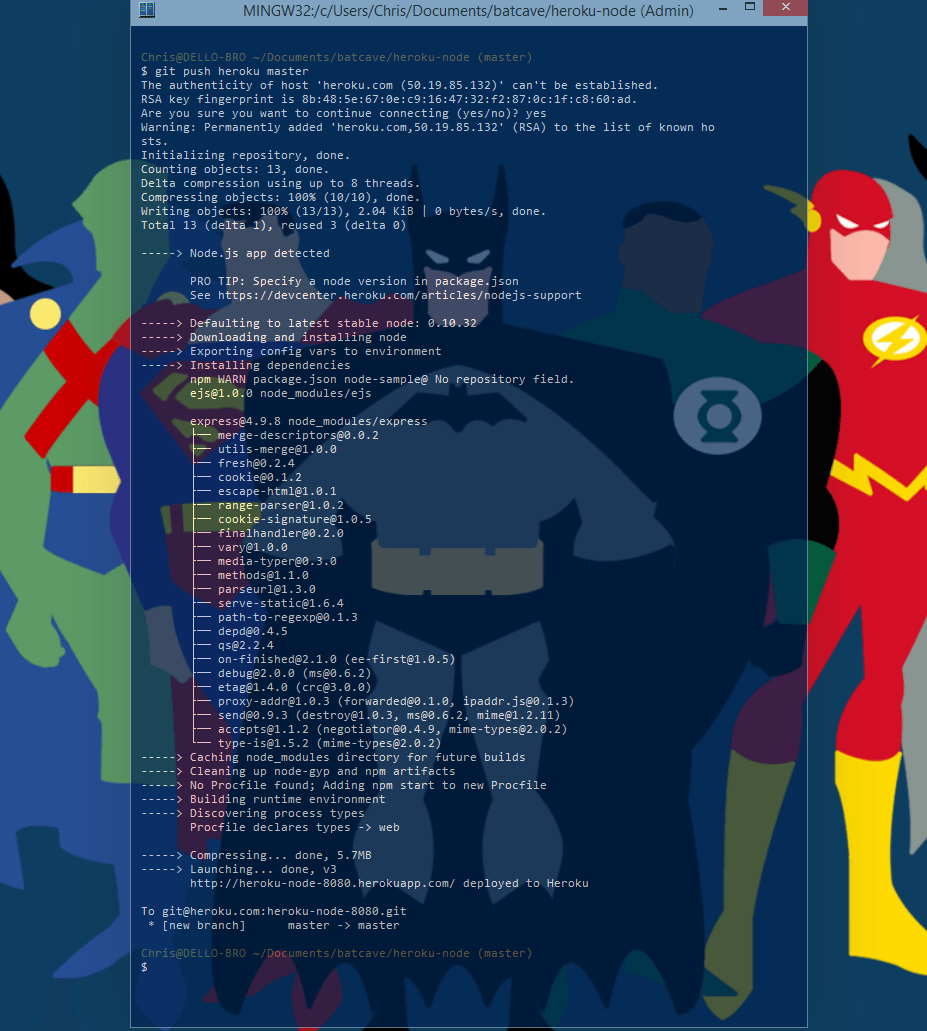 MINGW32:/c/Users/Chris/Documents/batcave/heroku-node (Admin)
Chris@DELLO-BRO ~/Documents/batcave/heroku-node (master)
$ git push heroku master
The authenticity of host 'heroku.com (50.19.85.132)' can't be established.
RSA key fingerprint is 8b:48:5e:67:0e:c9:16:47:32:f2:87:0c:1f:c8:60:ad.
Are you sure you want to continue connecting (yes/no)? yes
Warning: Permanently added 'heroku.com,50.19.85.132' (RSA) to the list of known ho
sts.
Initializing repository, done.
Counting objects: 13, done.
Delta compression using up to 8 threads.
Compressing objects: 100% (10/10), done.
Writing objects: 100% (13/13), 2.04 KiB | 0 bytes/s, done.
Total 13 (delta 1), reused 3 (delta 0)
-----> Node.js app detected
PRO TIP: Specify a node version in package.json
See https://devcenter.heroku.com/articles/nodejs-support
-----> Defaulting to latest stable node: 0.10.32
-----> Downloading and installing node
-----> Exporting config vars to environment
-----> Installing dependencies
npm WARN package.json node-sample@ No repository field.
ejs@1.0.0 node_modules/ejs
express@4.9.8 node_modules/express
├── merge-descriptors@0.0.2
├── utils-merge@1.0.0
├── fresh@0.2.4
├── cookie@0.1.2
├── escape-html@1.0.1
├── range-parser@1.0.2
├── cookie-signature@1.0.5
├── finalhandler@0.2.0
├── vary@1.0.0
├── media-typer@0.3.0
├── methods@1.1.0
├── parseurl@1.3.0
├── serve-static@1.6.4
├── path-to-regexp@0.1.3
├── depd@0.4.5
├── qs@2.2.4
├── on-finished@2.1.0 (ee-first@1.0.5)
├── debug@2.0.0 (ms@0.6.2)
├── etag@1.4.0 (crc@3.0.0)
├── proxy-addr@1.0.3 (forwarded@0.1.0, ipaddr.js@0.1.3)
├── send@0.9.3 (destroy@1.0.3, ms@0.6.2, mime@1.2.11)
├── accepts@1.1.2 (negotiator@0.4.9, mime-types@2.0.2)
└── type-is@1.5.2 (mime-types@2.0.2)
-----> Caching node_modules directory for future builds
-----> Cleaning up node-gyp and npm artifacts
-----> No Procfile found; Adding npm start to new Procfile
-----> Building runtime environment
-----> Discovering process types
Procfile declares types -> web
-----> Compressing... done, 5.7MB
-----> Launching... done, v3
http://heroku-node-8080.herokuapp.com/ deployed to Heroku
To git@heroku.com:heroku-node-8080.git
* [new branch]      master -> master
Chris@DELLO-BRO ~/Documents/batcave/heroku-node (master)
$